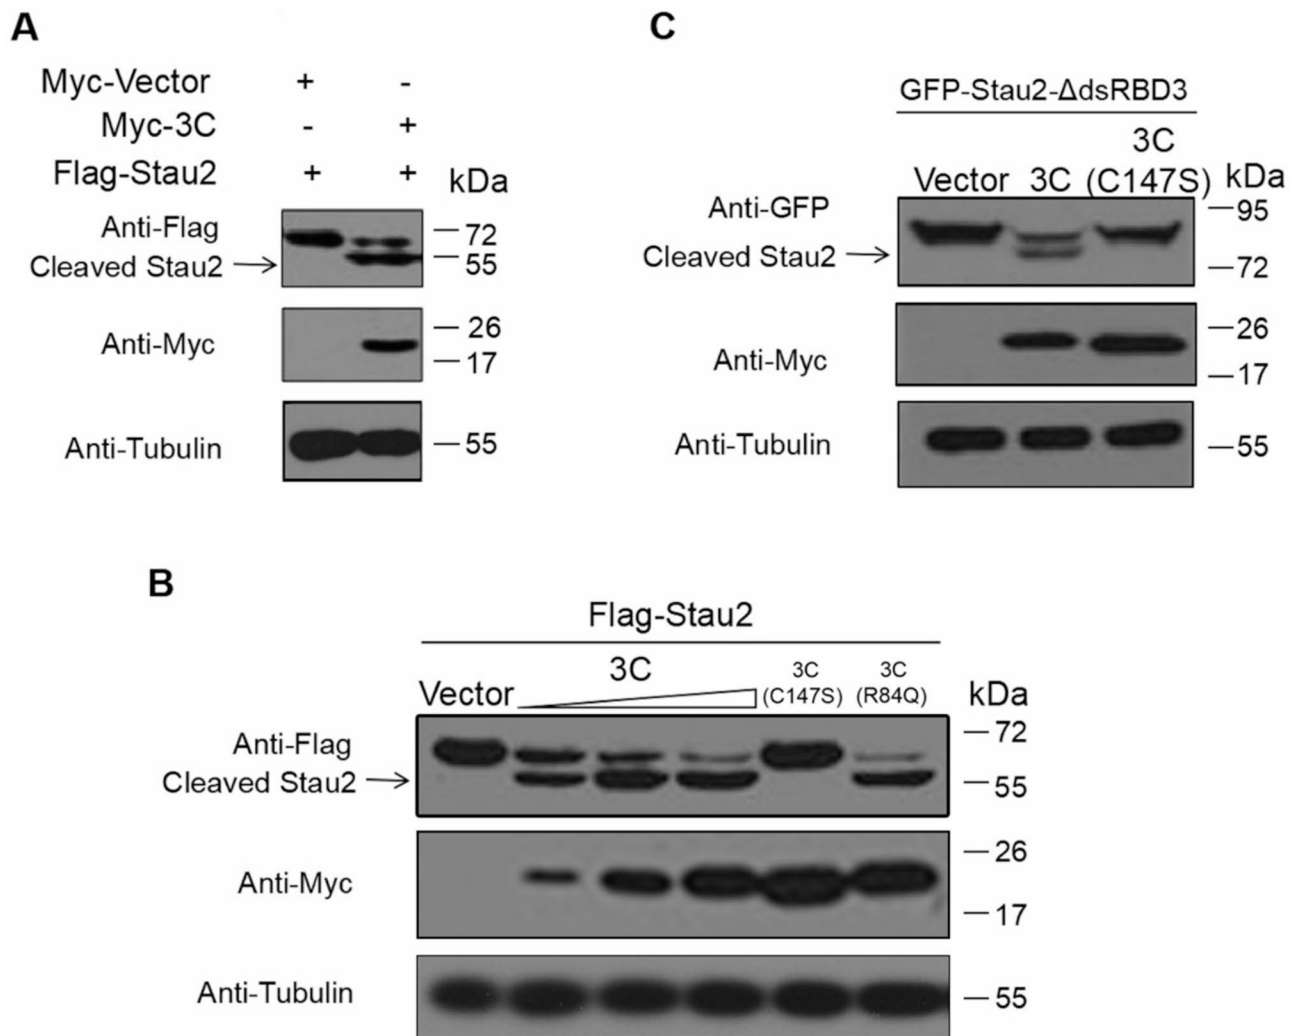 A
Myc-Vector + -
Myc-3C - +
Flag-Stau2 + + kDa
Anti-Flag 72
Cleaved Stau2 55
Anti-Myc 26
17
Anti-Tubulin 55
C
GFP-Stau2-ΔdsRBD3
3C
Vector 3C (C147S) kDa
Anti-GFP 95
Cleaved Stau2 72
Anti-Myc 26
17
Anti-Tubulin 55
B
Flag-Stau2
3C 3C 3C
Vector (C147S) (R84Q) kDa
Anti-Flag 72
Cleaved Stau2 55
Anti-Myc 26
17
Anti-Tubulin 55